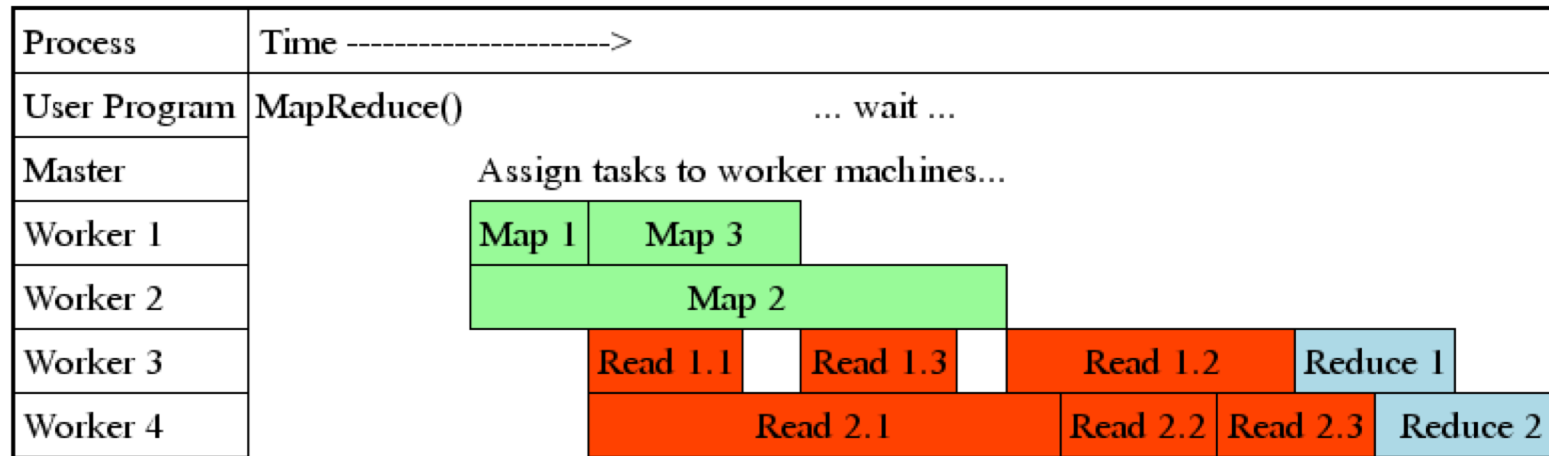 Process Time ---------------------->
User Program MapReduce() ... wait ...
Master Assign tasks to worker machines...
Worker 1 Map 1 Map 3
Worker 2 Map 2
Worker 3 Read 1.1 Read 1.3 Read 1.2 Reduce 1
Worker 4 Read 2.1 Read 2.2 Read 2.3 Reduce 2